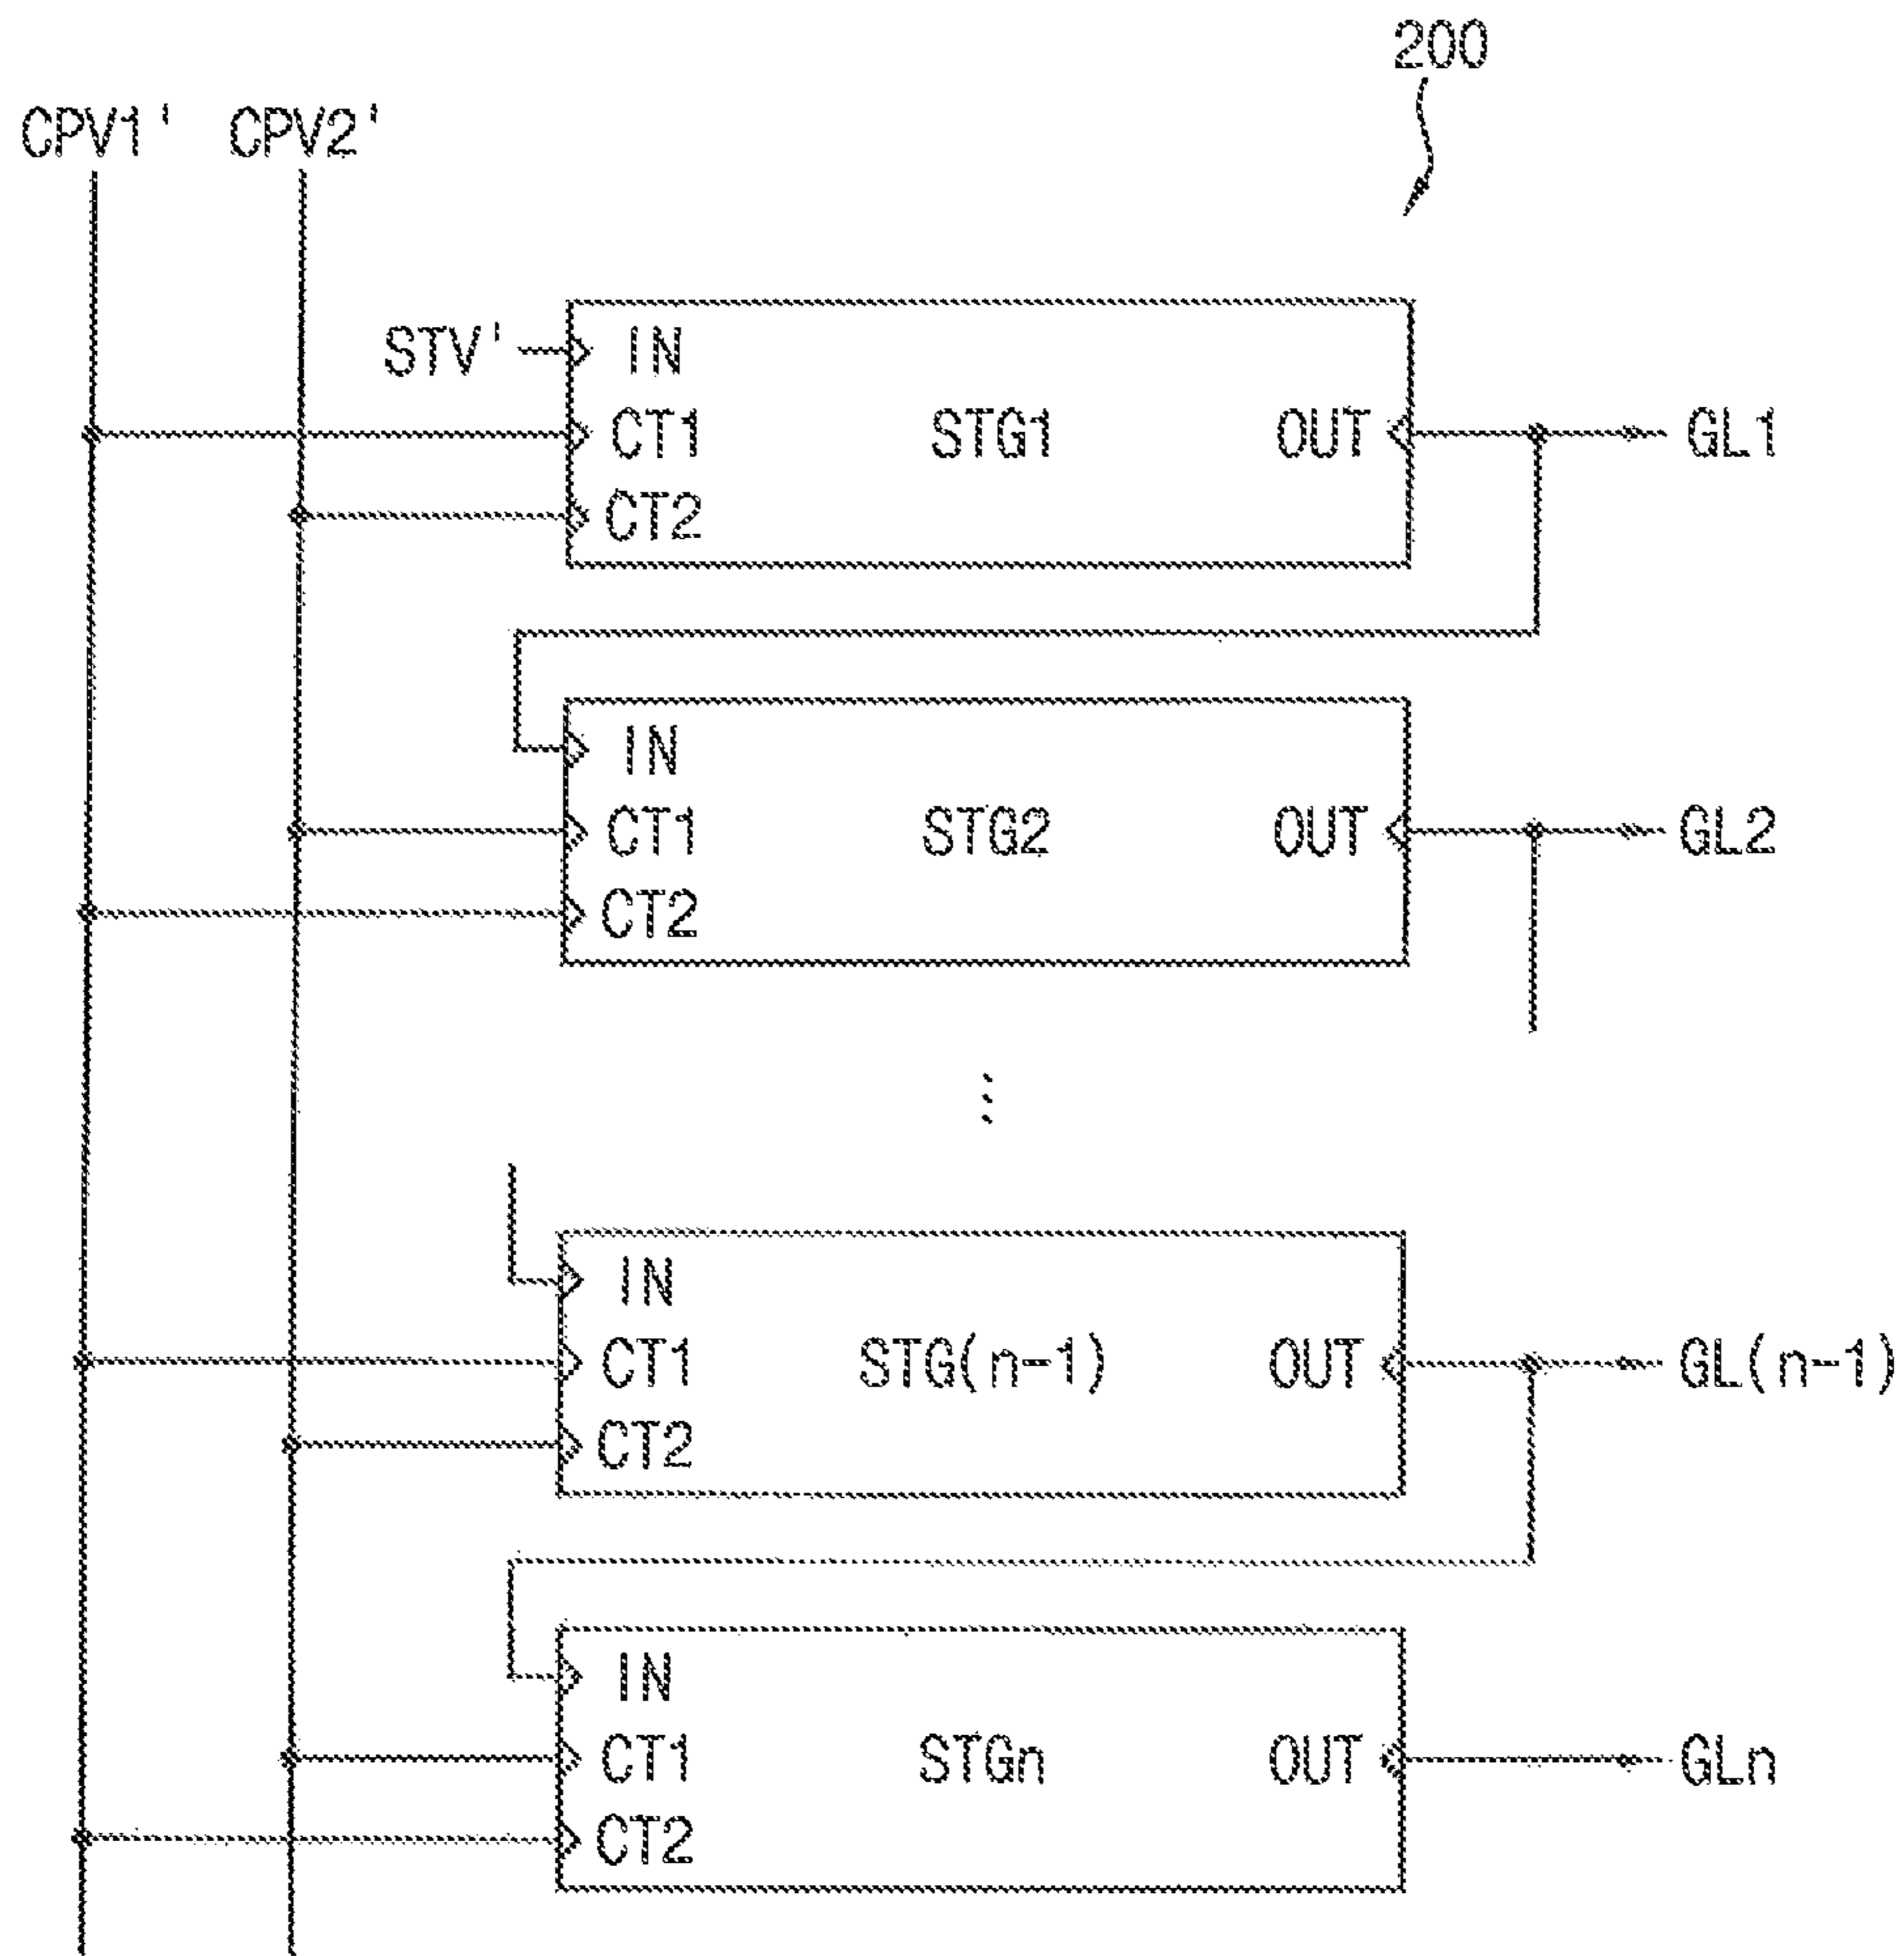 200
CPV1' CPV2'
STV' IN
CT1 STG1 OUT GL1
CT2
IN
CT1 STG2 OUT GL2
CT2
IN
CT1 STG(n-1) OUT GL(n-1)
CT2
IN
CT1 STGn OUT GLn
CT2